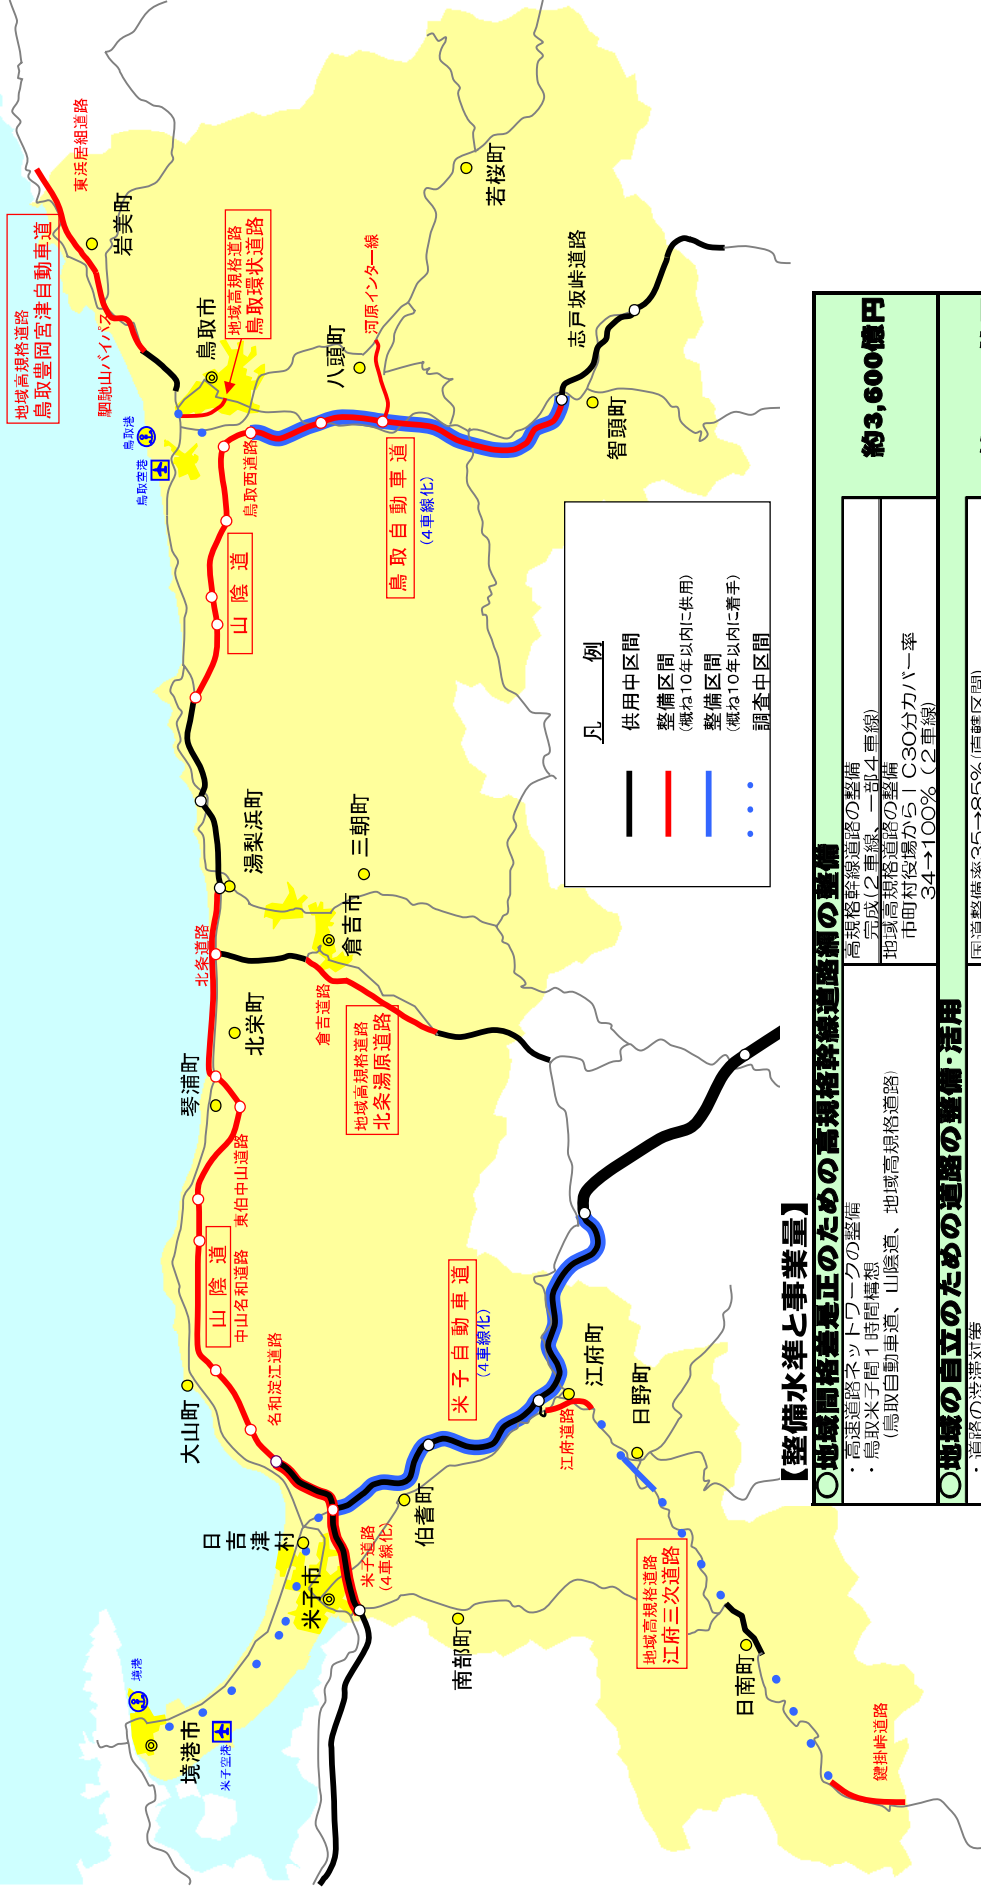 地域高規格道路
鳥取豊岡宮津自動車道
東浜居組道路
岩美町
駟馳山バイパス
鳥取港
鳥取空港
鳥取市
地域高規格道路
鳥取環状道路
河原インター線
八頭町
若桜町
志戸坂峠道路
智頭町
鳥取西道路
鳥取自動車道
(4車線化)
山陰道
湯梨浜町
三朝町
倉吉市
北条道路
北栄町
倉吉道路
地域高規格道路
北条湯原道路
琴浦町
東伯中山道路
山陰道
中山名和道路
名和淀江道路
大山町
米子自動車道
(4車線化)
江府町
日野町
江府道路
伯耆町
日吉津村
米子市
米子道路
(4車線化)
南部町
地域高規格道路
江府三次道路
日南町
鍵掛峠道路
境港
境港市
米子空港
凡例
供用中区間
整備区間
(概ね10年以内に供用)
整備区間
(概ね10年以内に着手)
調査中区間
【整備水準と事業量】
○地域間格差是正のための高規格幹線道路網の整備
約3,600億円
・高速道路ネットワークの整備
・鳥取米子間1時間構想
(鳥取自動車道、山陰道、地域高規格道路)
高規格幹線道路の整備
完成(2車線、一部4車線)
地域高規格道路の整備
市町村役場からIC30分カバー率
34→100%(2車線)
○地域の自立のための道路の整備・活用
・道路の渋滞対策
国道整備率35→85%(直轄区間)